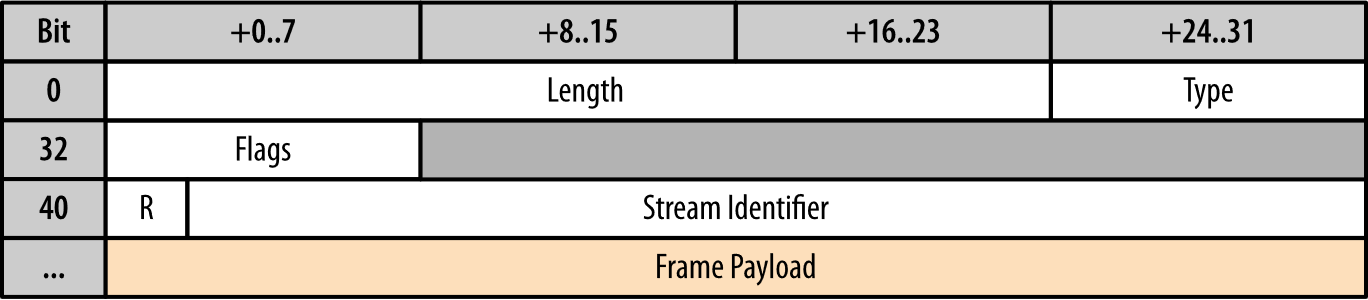 Bit +0..7 +8..15 +16..23 +24..31
0 Length Type
32 Flags
40 R Stream Identifier
... Frame Payload